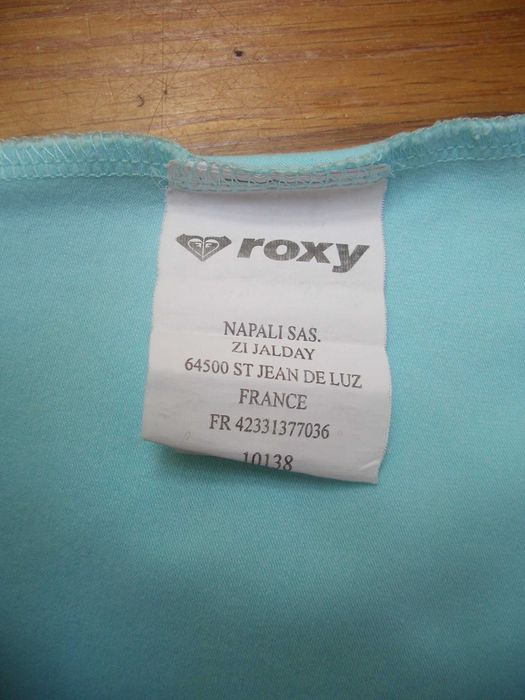 roxy
NAPALI SAS.
ZI JALDAY
64500 ST JEAN DE LUZ
FRANCE
FR 42331377036
10138